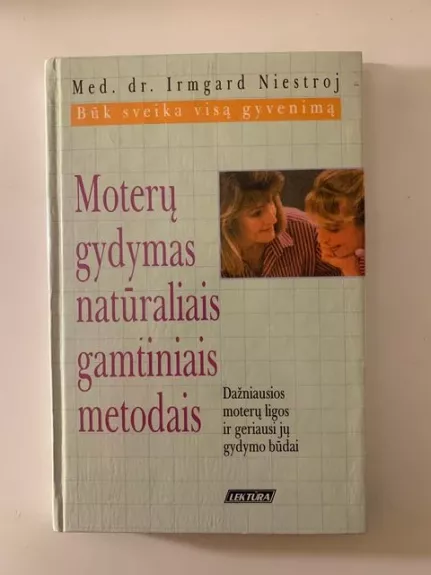 Med. dr. Irmgard Niestroj
Būk sveika visą gyvenimą
Moterų
gydymas
natūraliais
gamtiniais
metodais
Dažniausios
moterų ligos
ir geriausi jų
gydymo būdai
LEKTŪRA